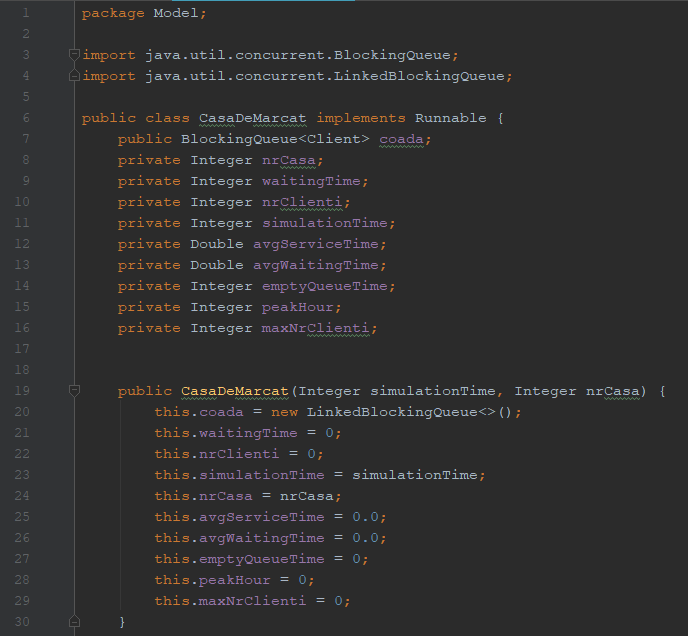 1 package Model;
2
3 import java.util.concurrent.BlockingQueue;
4 import java.util.concurrent.LinkedBlockingQueue;
5
6 public class CasaDeMarcat implements Runnable {
7     public BlockingQueue<Client> coada;
8     private Integer nrCasa;
9     private Integer waitingTime;
10     private Integer nrClienti;
11     private Integer simulationTime;
12     private Double avgServiceTime;
13     private Double avgWaitingTime;
14     private Integer emptyQueueTime;
15     private Integer peakHour;
16     private Integer maxNrClienti;
17
18
19     public CasaDeMarcat(Integer simulationTime, Integer nrCasa) {
20         this.coada = new LinkedBlockingQueue<>();
21         this.waitingTime = 0;
22         this.nrClienti = 0;
23         this.simulationTime = simulationTime;
24         this.nrCasa = nrCasa;
25         this.avgServiceTime = 0.0;
26         this.avgWaitingTime = 0.0;
27         this.emptyQueueTime = 0;
28         this.peakHour = 0;
29         this.maxNrClienti = 0;
30     }